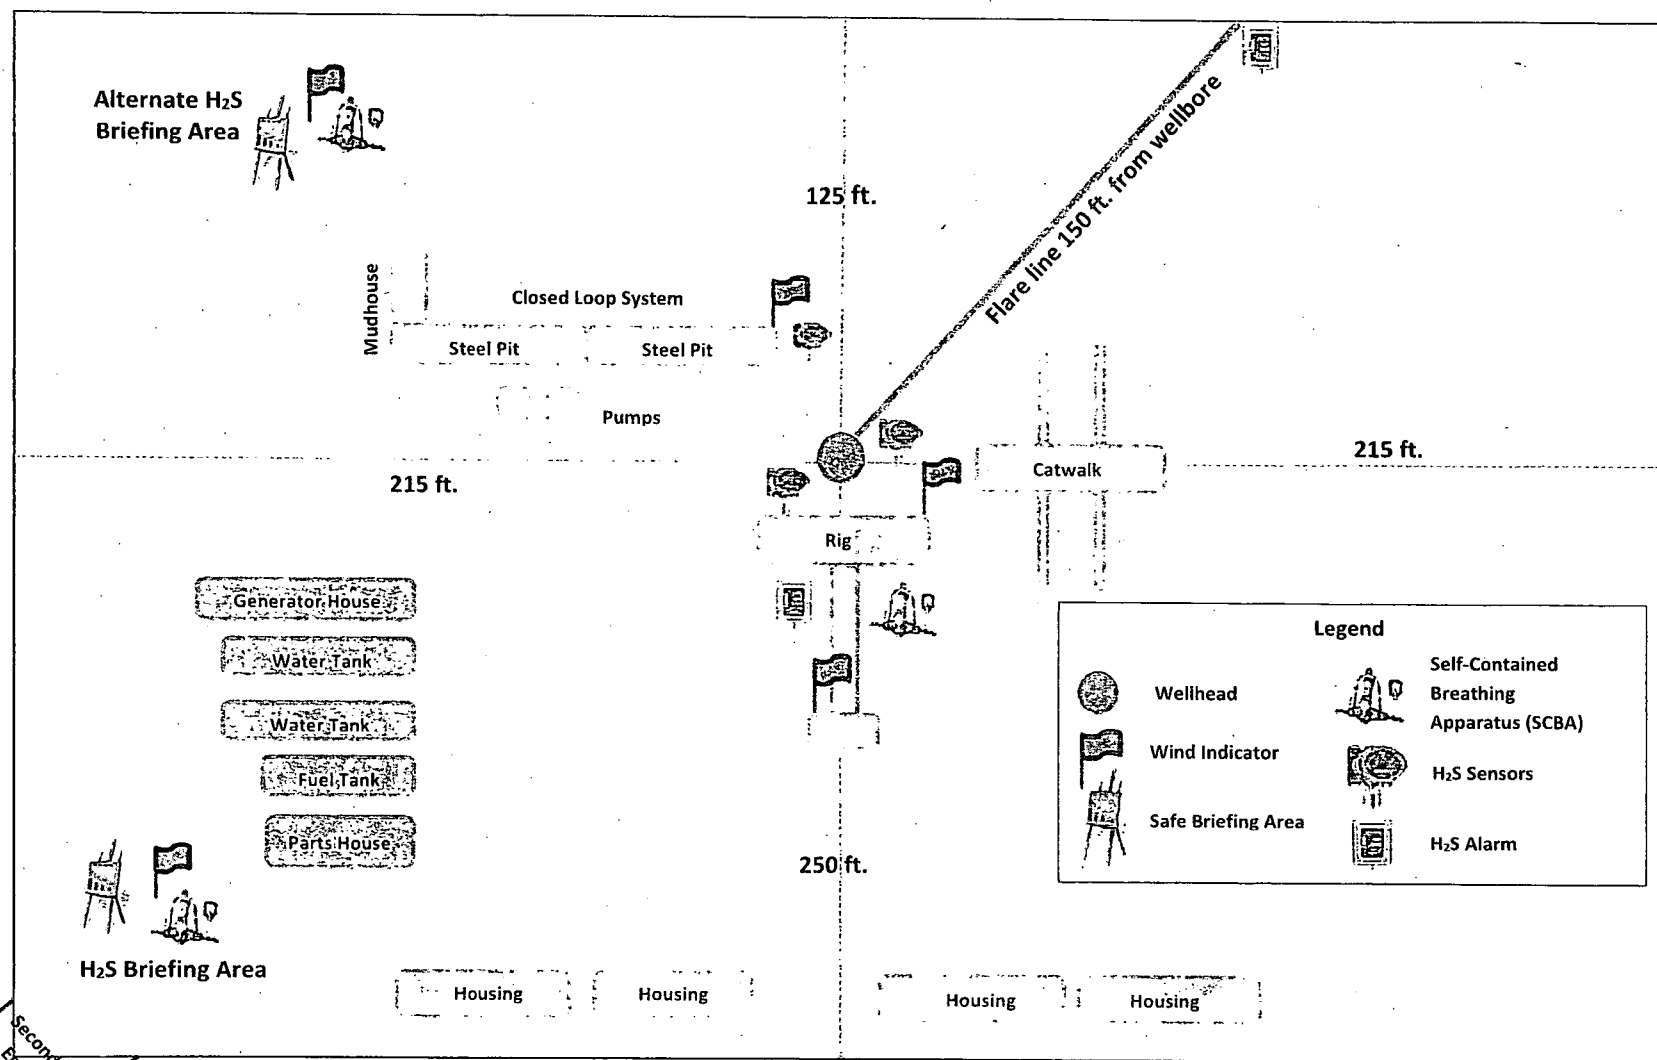 Alternate H2S
Briefing Area
125 ft.
Flare line 150 ft. from wellbore
Mudhouse
Closed Loop System
Steel Pit
Steel Pit
Pumps
215 ft.
Catwalk
215 ft.
Rig
Generator House
Water Tank
Water Tank
Fuel Tank
Parts House
250 ft.
Legend
Wellhead
Wind Indicator
Safe Briefing Area
Self-Contained
Breathing
Apparatus (SCBA)
H2S Sensors
H2S Alarm
H2S Briefing Area
Housing
Housing
Housing
Housing